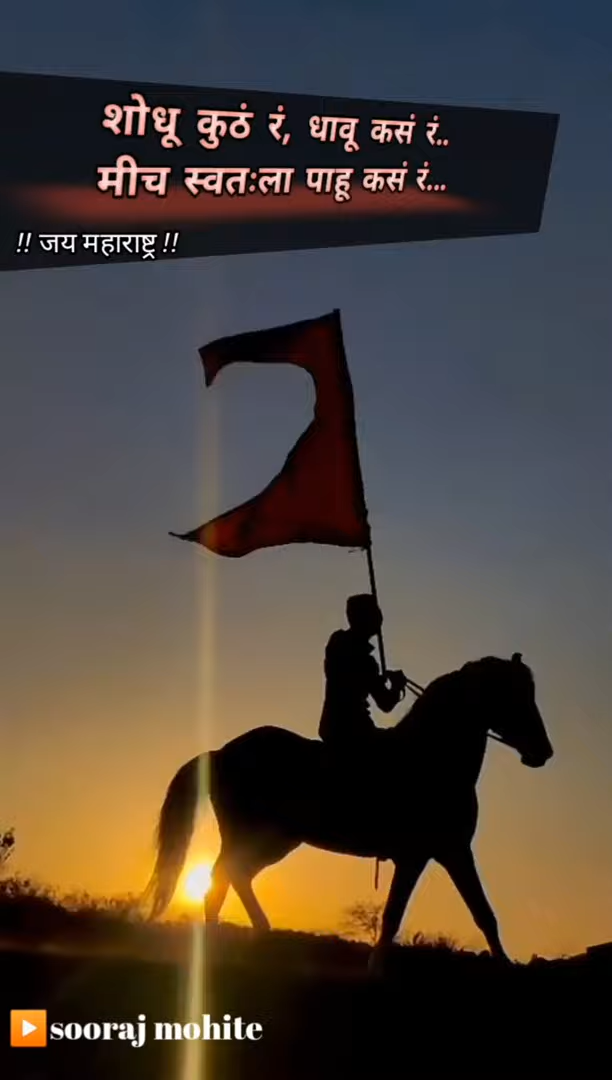 शोधू कुठं रं, धावू कसं रं..
मीच स्वतःला पाहू कसं रं...
!! जय महाराष्ट्र !!
sooraj mohite